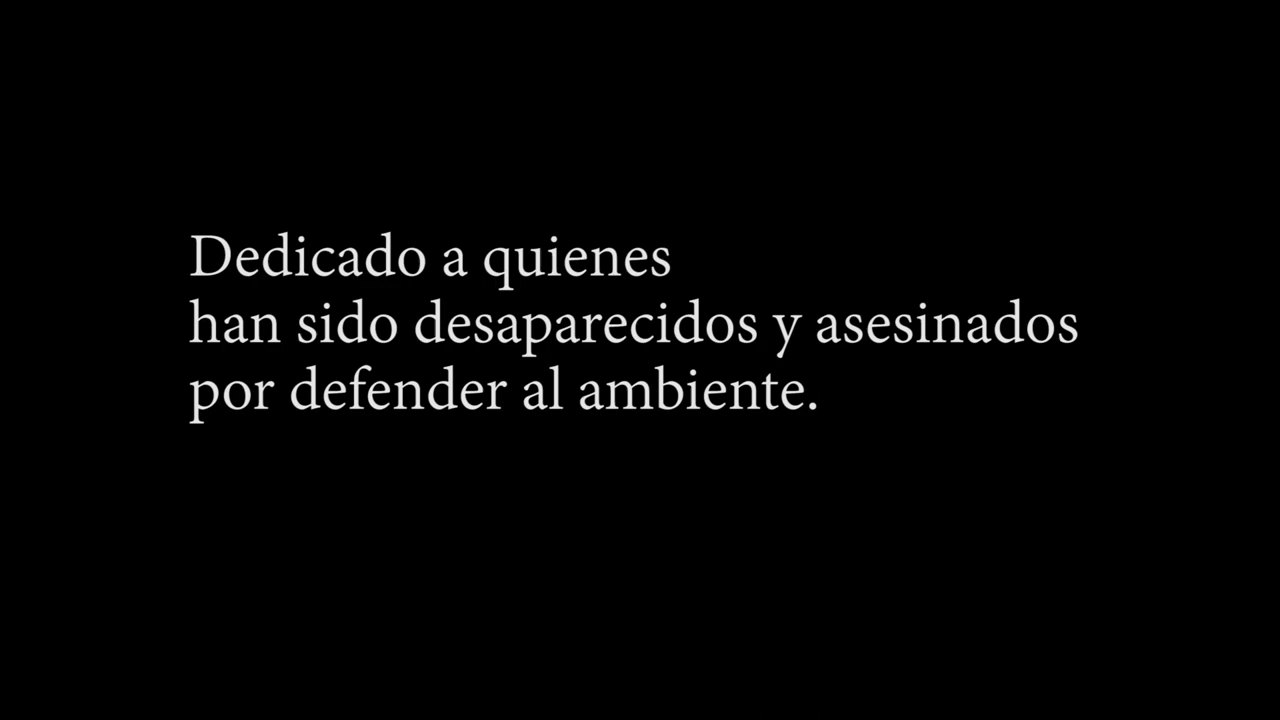 Dedicado a quienes
han sido desaparecidos y asesinados
por defender al ambiente.